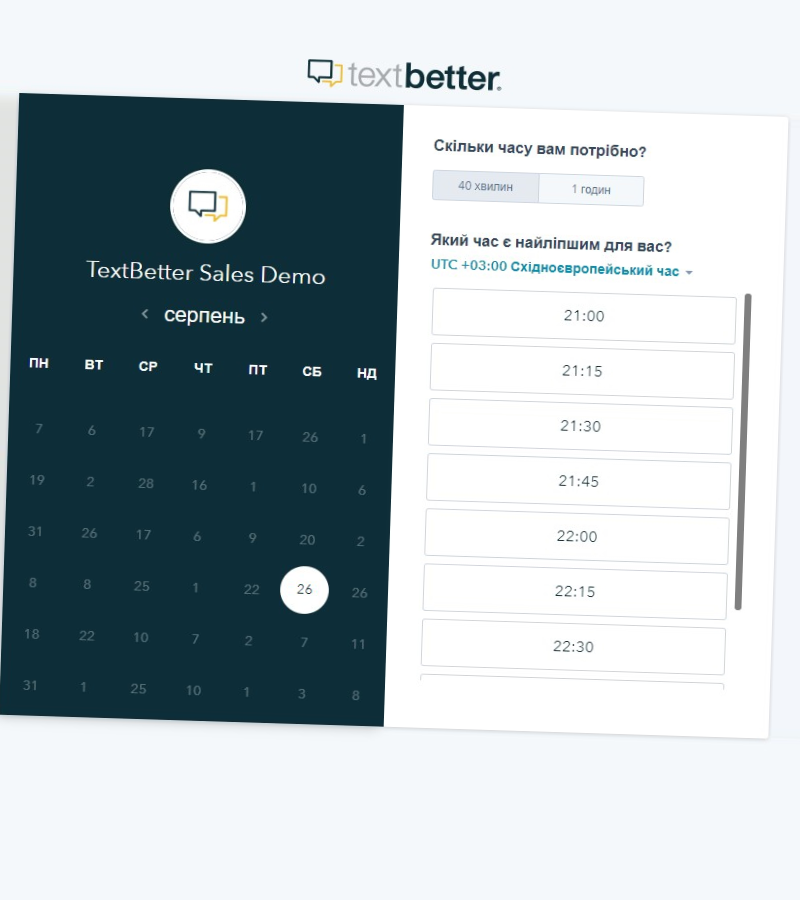 textbetter.
TextBetter Sales Demo
серпень
ПН ВТ СР ЧТ ПТ СБ НД
7 6 17 9 17 26 1
19 2 28 16 1 10 6
31 26 17 6 9 20 2
8 8 25 1 22 26 26
18 22 10 7 2 7 11
31 1 25 10 1 3 8
Скільки часу вам потрібно?
40 хвилин 1 годин
Який час є найліпшим для вас?
UTC +03:00 Східноєвропейський час
21:00
21:15
21:30
21:45
22:00
22:15
22:30